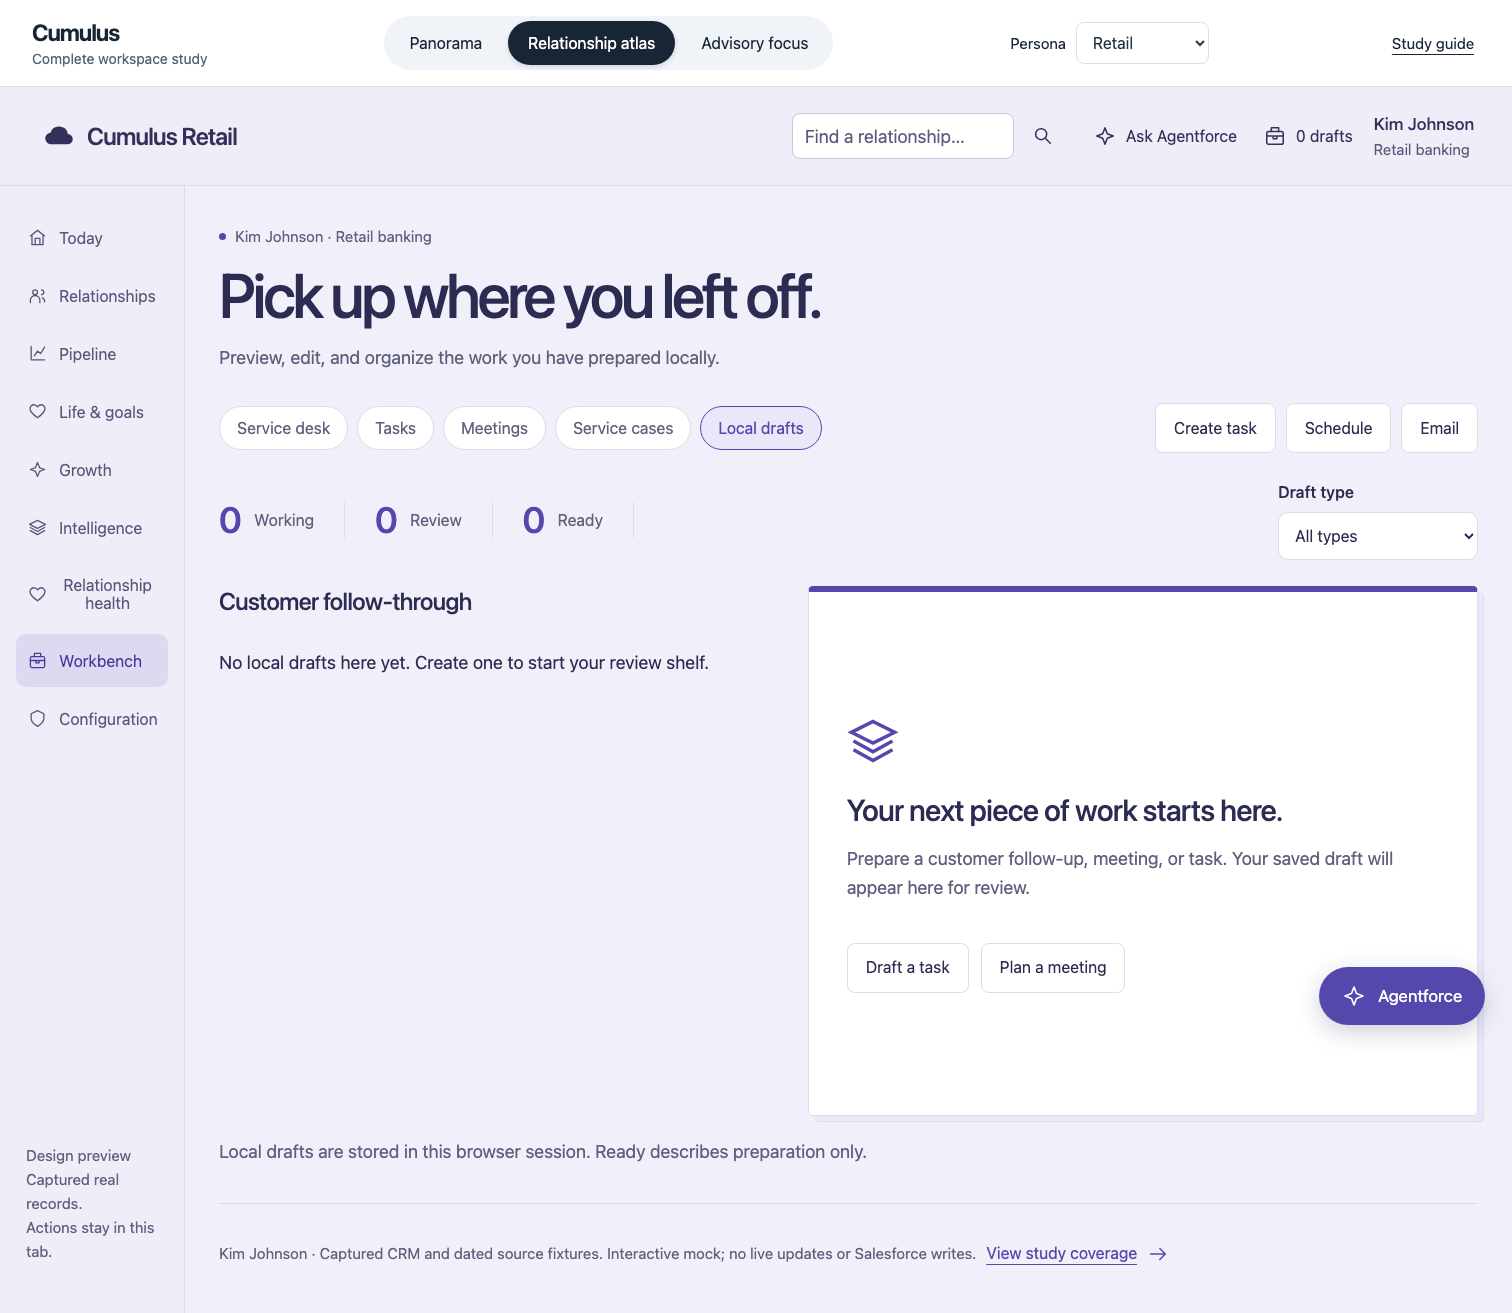 Cumulus
Complete workspace study
Panorama
Relationship atlas
Advisory focus
Persona
Retail
Study guide
Cumulus Retail
Find a relationship...
Ask Agentforce
0 drafts
Kim Johnson
Retail banking
Today
Relationships
Pipeline
Life & goals
Growth
Intelligence
Relationship
health
Workbench
Configuration
Design preview
Captured real
records.
Actions stay in this
tab.
Kim Johnson · Retail banking
Pick up where you left off.
Preview, edit, and organize the work you have prepared locally.
Service desk
Tasks
Meetings
Service cases
Local drafts
Create task
Schedule
Email
0 Working
0 Review
0 Ready
Draft type
All types
Customer follow-through
No local drafts here yet. Create one to start your review shelf.
Your next piece of work starts here.
Prepare a customer follow-up, meeting, or task. Your saved draft will
appear here for review.
Draft a task
Plan a meeting
Agentforce
Local drafts are stored in this browser session. Ready describes preparation only.
Kim Johnson · Captured CRM and dated source fixtures. Interactive mock; no live updates or Salesforce writes.
View study coverage